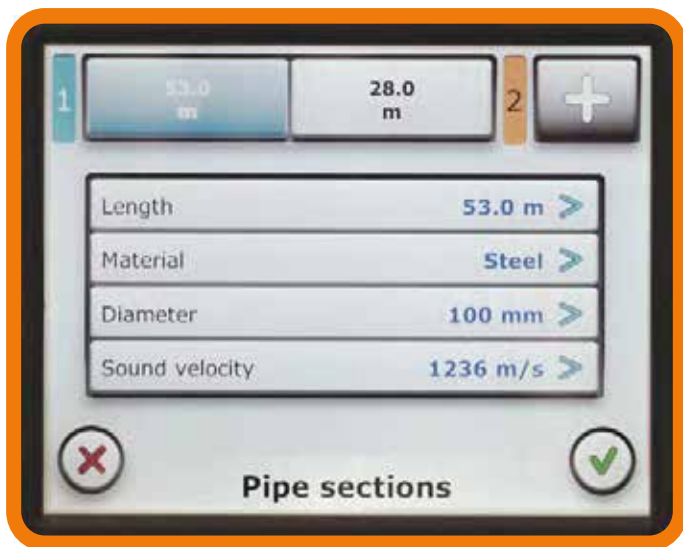 1
53.0
m
28.0
m
2
Length 53.0 m
Material Steel
Diameter 100 mm
Sound velocity 1236 m/s
Pipe sections